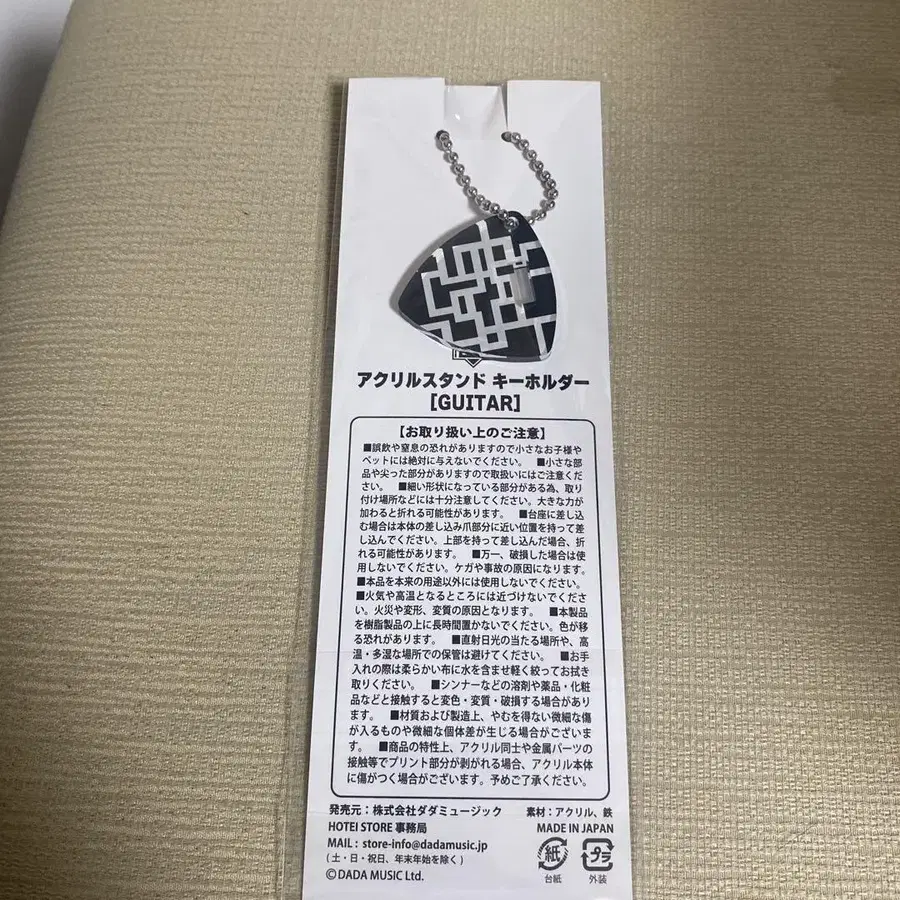 アクリルスタンド キーホルダー
[GUITAR]
【お取り扱い上のご注意】
■誤飲や窒息の恐れがありますので小さなお子様や
ペットには絶対に与えないでください。　■小さな部
品や尖った部分がありますので取扱いにはご注意くだ
さい。　■細い形状になっている部分がある為、取り
付け場所などには十分注意してください。大きな力が
加わると折れる可能性があります。　■台座に差し込
む場合は本体の差し込み爪部分に近い位置を持って差
し込んでください。上部を持って差し込んだ場合、折
れる可能性があります。　■万一、破損した場合は使
用しないでください。ケガや事故の原因になります。
■本品を本来の用途以外には使用しないでください。
■火気や高温となるところには近づけないでくださ
い。火災や変形、変質の原因となります。　■本製品
を樹脂製品の上に長時間置かないでください。色が移
る恐れがあります。　■直射日光の当たる場所や、高
温・多湿な場所での保管は避けてください。　■お手
入れの際は柔らかい布に水を含ませ軽く絞ってお拭き
取りください。　■シンナーなどの溶剤や薬品・化粧
品などと接触すると変色・変質・破損する場合があり
ます。　■材質および製造上、やむを得ない微細な傷
が入るものや微細な個体差が生じる場合がございま
す。　■商品の特性上、アクリル同士や金属パーツの
接触等でプリント部分が剥がれる場合、アクリル本体
に傷がつく場合がございます。予めご了承ください。
発売元：株式会社ダダミュージック　素材：アクリル、鉄
HOTEI STORE 事務局　MADE IN JAPAN
MAIL : store-info@dadamusic.jp
(土・日・祝日、年末年始を除く)
©DADA MUSIC Ltd.
紙
台紙
プラ
外装